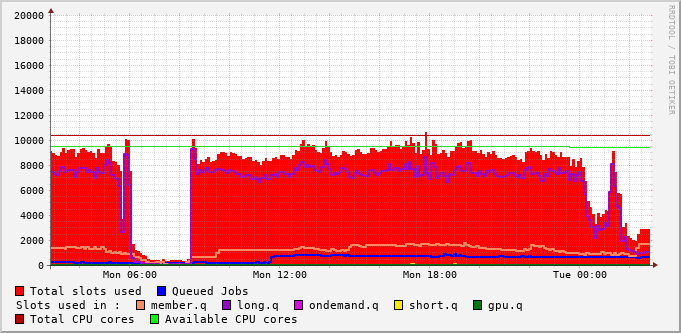 20000
18000
16000
14000
12000
10000
8000
6000
4000
2000
0
Mon 06:00 Mon 12:00 Mon 18:00 Tue 00:00
RRDTOOL / TOBI OETIKER
Total slots used Queued Jobs
Slots used in : member.q long.q ondemand.q short.q gpu.q
Total CPU cores Available CPU cores